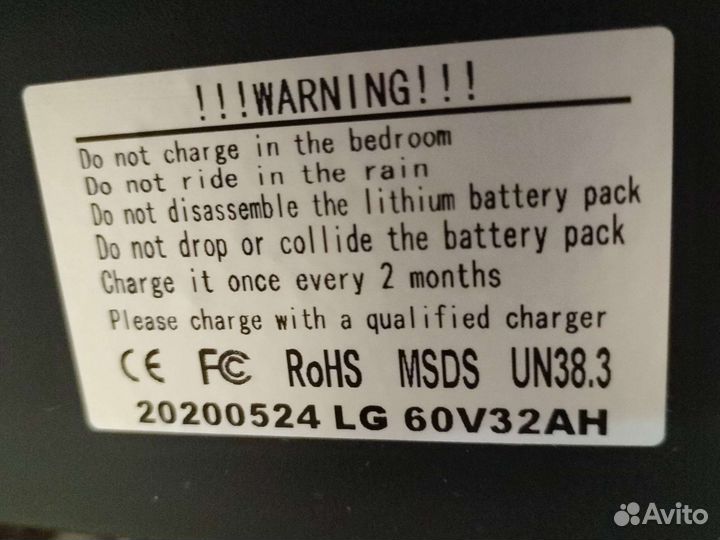 !!!WARNING!!!
Do not charge in the bedroom
Do not ride in the rain
Do not disassemble the lithium battery pack
Do not drop or collide the battery pack
Charge it once every 2 months
Please charge with a qualified charger
CE FC RoHS MSDS UN38.3
20200524 LG 60V32AH
Avito